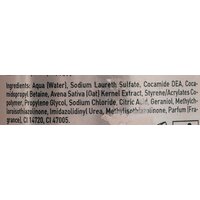 Ingredients: Aqua (Water), Sodium Laureth Sulfate, Cocamide DEA, Coca-
midopropyl Betaine, Avena Sativa (Oat) Kernel Extract, Styrene/Acrylates Co-
polymer, Propylene Glycol, Sodium Chloride, Citric Acid, Geraniol, Methylch-
loroisothiazolinone, Imidazolidinyl Urea, Methylisothiazolinone, Parfum (Fra-
grance), CI 14720, CI 47005.